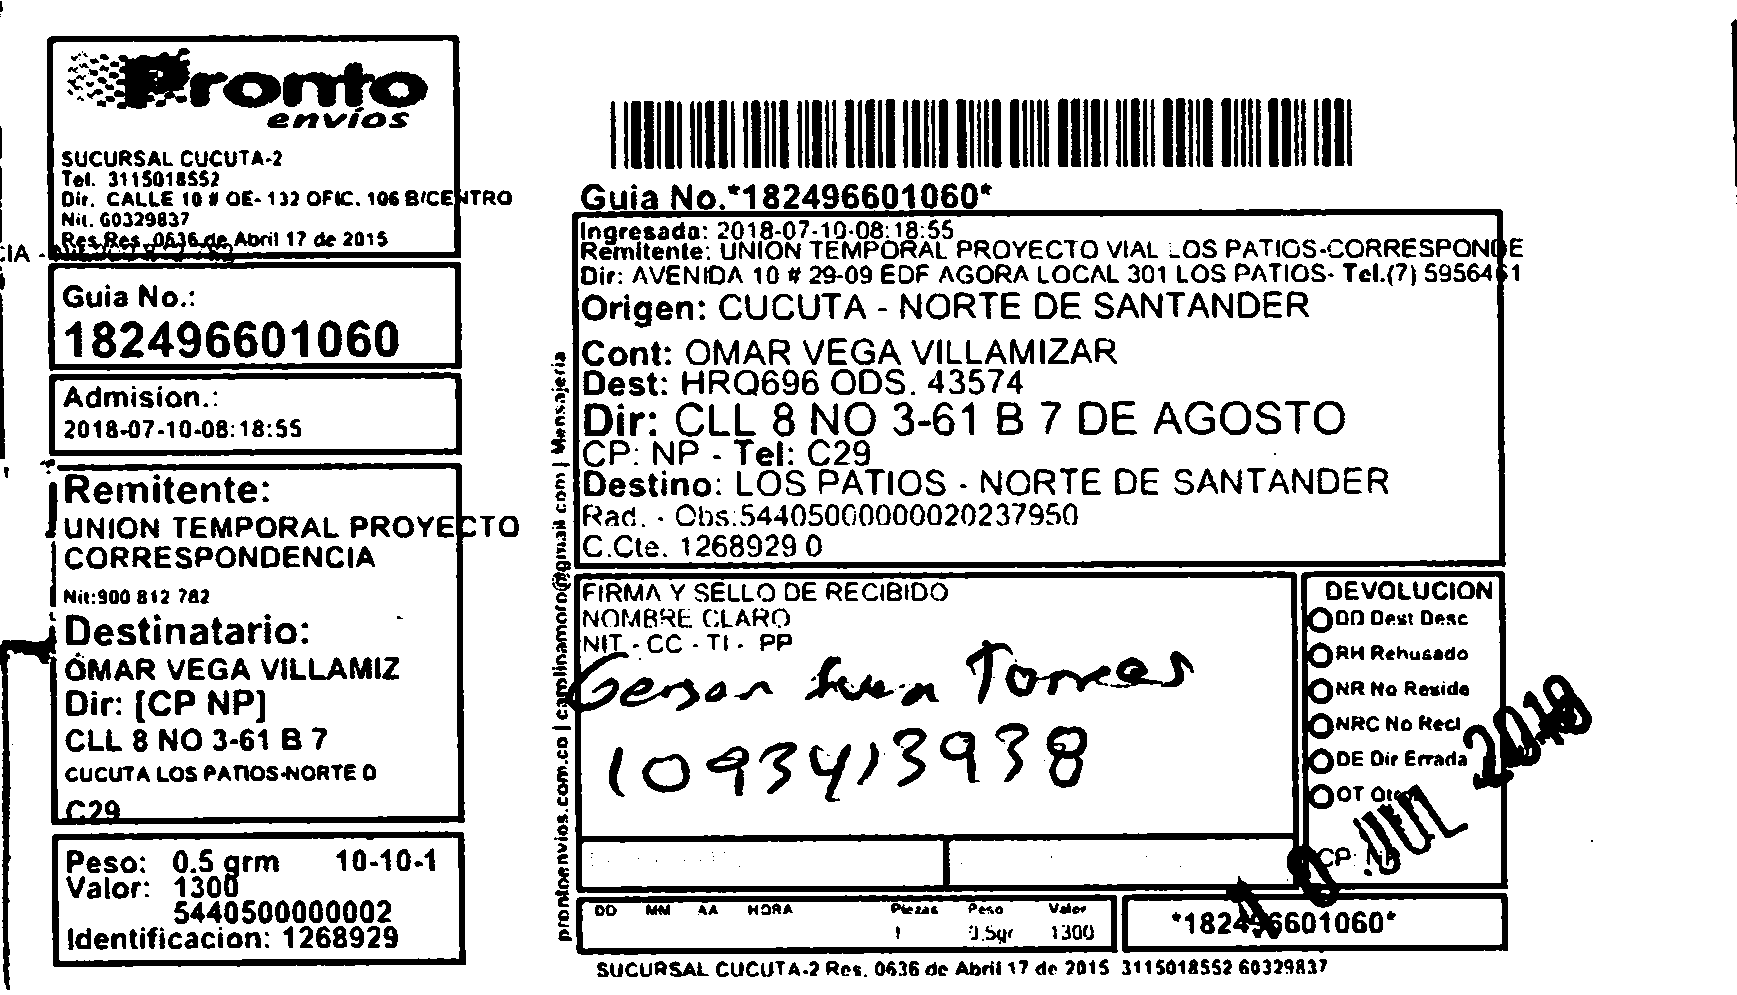 Pronto
envíos
SUCURSAL CUCUTA-2
Tel. 3115018552
Dir. CALLE 10 # OE- 132 OFIC. 106 B/CENTRO
Nit. 60329837
Res.Res. 0636 de Abril 17 de 2015
Guia No.:
182496601060
Admision.:
2018-07-10-08:18:55
Remitente:
UNION TEMPORAL PROYECTO
CORRESPONDENCIA
Nit:900 812 782
Destinatario:
OMAR VEGA VILLAMIZ
Dir: [CP NP]
CLL 8 NO 3-61 B 7
CUCUTA LOS PATIOS-NORTE D
C29
Peso: 0.5 grm 10-10-1
Valor: 1300
5440500000002
Identificacion: 1268929
prontoenvios.com.co | carolinamoro@gmail.com | Mensajeria
Guia No.*182496601060*
Ingresada: 2018-07-10-08:18:55
Remitente: UNION TEMPORAL PROYECTO VIAL LOS PATIOS-CORRESPONDE
Dir: AVENIDA 10 # 29-09 EDF AGORA LOCAL 301 LOS PATIOS- Tel.(7) 5956461
Origen: CUCUTA - NORTE DE SANTANDER
Cont: OMAR VEGA VILLAMIZAR
Dest: HRQ696 ODS. 43574
Dir: CLL 8 NO 3-61 B 7 DE AGOSTO
CP: NP - Tel: C29
Destino: LOS PATIOS - NORTE DE SANTANDER
Rad. - Obs:54405000000020237950
C.Cte. 1268929 0
FIRMA Y SELLO DE RECIBIDO
NOMBRE CLARO
NIT - CC - TI - PP
Gerson Torres
1093413938
DEVOLUCION
DD Dest Desc
RH Rehusado
NR No Reside
NRC No Recl
DE Dir Errada
OT
CP:
JUL 2018
DD MM AA HORA Piezas Peso Valor
1 0.5gr 1300
*182496601060*
SUCURSAL CUCUTA-2 Res. 0636 de Abril 17 de 2015 3115018552 60329837